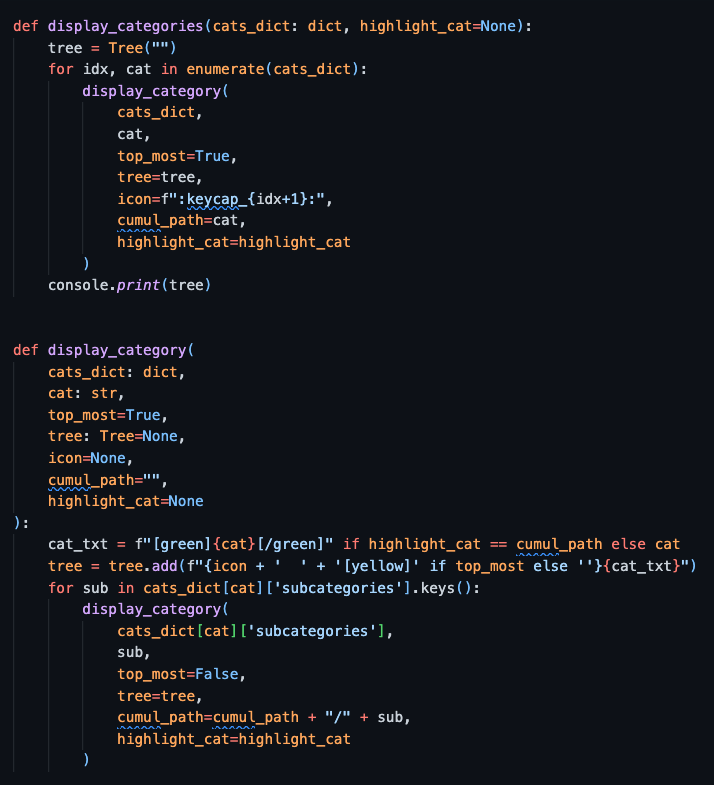 def display_categories(cats_dict: dict, highlight_cat=None):
    tree = Tree("")
    for idx, cat in enumerate(cats_dict):
        display_category(
            cats_dict,
            cat,
            top_most=True,
            tree=tree,
            icon=f":keycap_{idx+1}:",
            cumul_path=cat,
            highlight_cat=highlight_cat
        )
    console.print(tree)


def display_category(
    cats_dict: dict,
    cat: str,
    top_most=True,
    tree: Tree=None,
    icon=None,
    cumul_path="",
    highlight_cat=None
):
    cat_txt = f"[green]{cat}[/green]" if highlight_cat == cumul_path else cat
    tree = tree.add(f"{icon + '  ' + '[yellow]' if top_most else ''}{cat_txt}")
    for sub in cats_dict[cat]['subcategories'].keys():
        display_category(
            cats_dict[cat]['subcategories'],
            sub,
            top_most=False,
            tree=tree,
            cumul_path=cumul_path + "/" + sub,
            highlight_cat=highlight_cat
        )